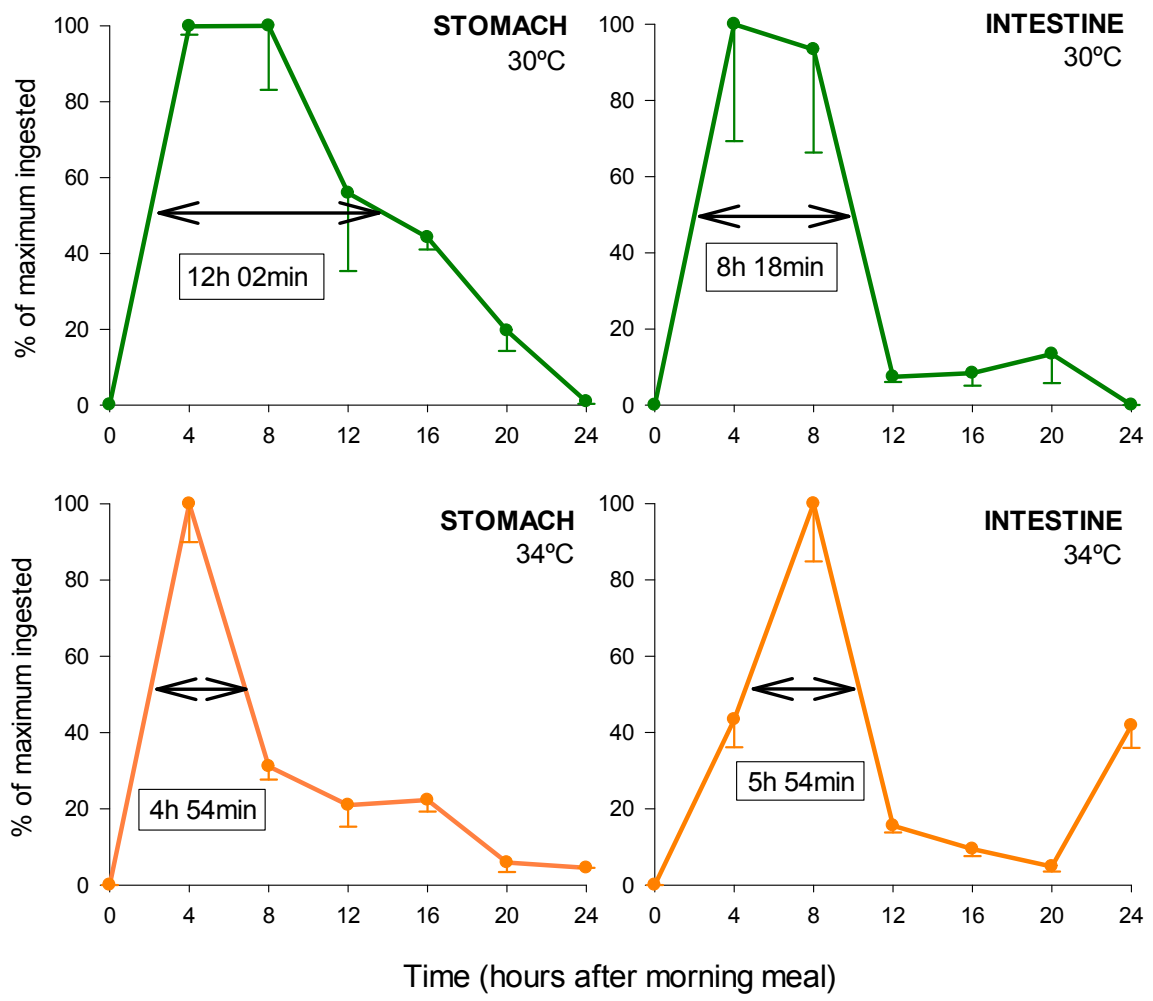 STOMACH
30ºC
% of maximum ingested
100
80
60
40
20
0
12h 02min
0 4 8 12 16 20 24
INTESTINE
30ºC
100
80
60
40
20
0
8h 18min
0 4 8 12 16 20 24
STOMACH
34ºC
% of maximum ingested
100
80
60
40
20
0
4h 54min
0 4 8 12 16 20 24
INTESTINE
34ºC
100
80
60
40
20
0
5h 54min
0 4 8 12 16 20 24
Time (hours after morning meal)